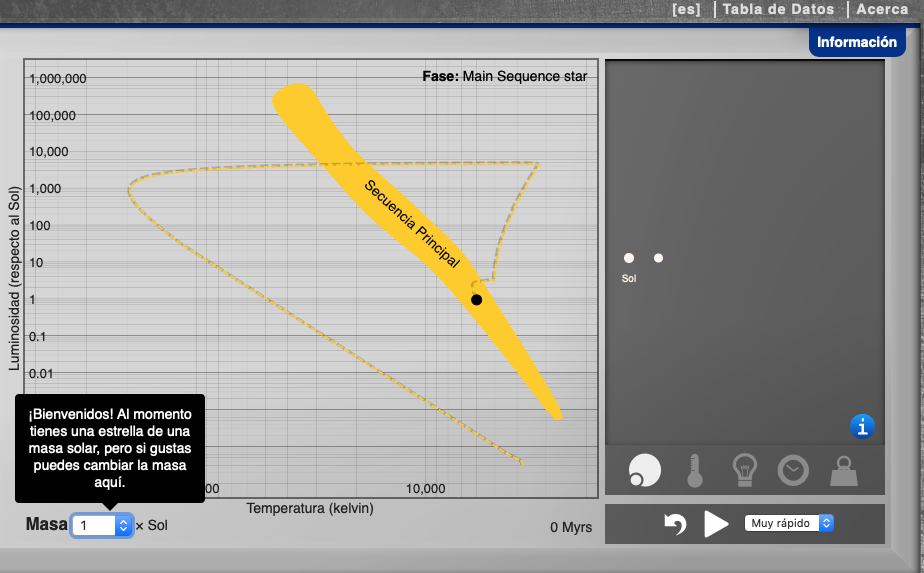 [es] Tabla de Datos Acerca
Información
Fase: Main Sequence star
1,000,000
100,000
10,000
1,000
100
10
1
0.1
0.01
Luminosidad (respecto al Sol)
Secuencia Principal
Sol
¡Bienvenidos! Al momento
tienes una estrella de una
masa solar, pero si gustas
puedes cambiar la masa
aquí.
10,000
Temperatura (kelvin)
Masa 1 × Sol
0 Myrs
Muy rápido